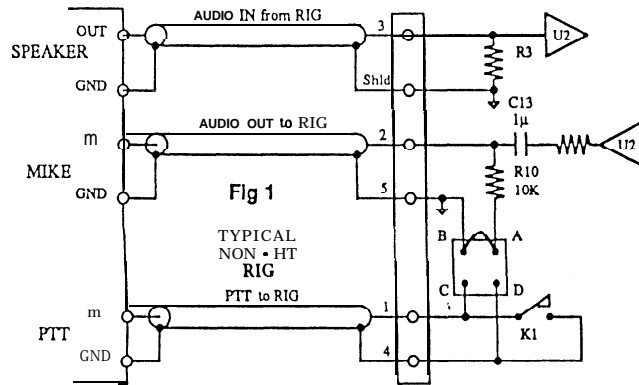 AUDIO IN from RIG
OUT
3
U2
SPEAKER
R3
GND
Shld
C13
1µ
m
AUDIO OUT to RIG
2
U2
MIKE
R10
10K
GND
Fig 1
5
B
A
TYPICAL
NON • HT
RIG
C
D
m
PTT to RIG
1
PTT
K1
GND
4